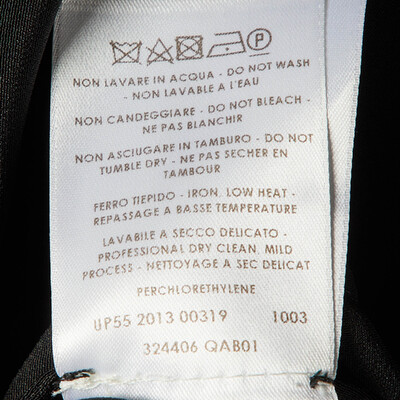 P
NON LAVARE IN ACQUA - DO NOT WASH
- NON LAVABLE A L'EAU
NON CANDEGGIARE - DO NOT BLEACH -
NE PAS BLANCHIR
NON ASCIUGARE IN TAMBURO - DO NOT
TUMBLE DRY - NE PAS SECHER EN
TAMBOUR
FERRO TIEPIDO - IRON, LOW HEAT -
REPASSAGE A BASSE TEMPERATURE
LAVABILE A SECCO DELICATO -
PROFESSIONAL DRY CLEAN, MILD
PROCESS - NETTOYAGE A SEC DELICAT
PERCHLORETHYLENE
UP55 2013 00319 1003
324406 QAB01